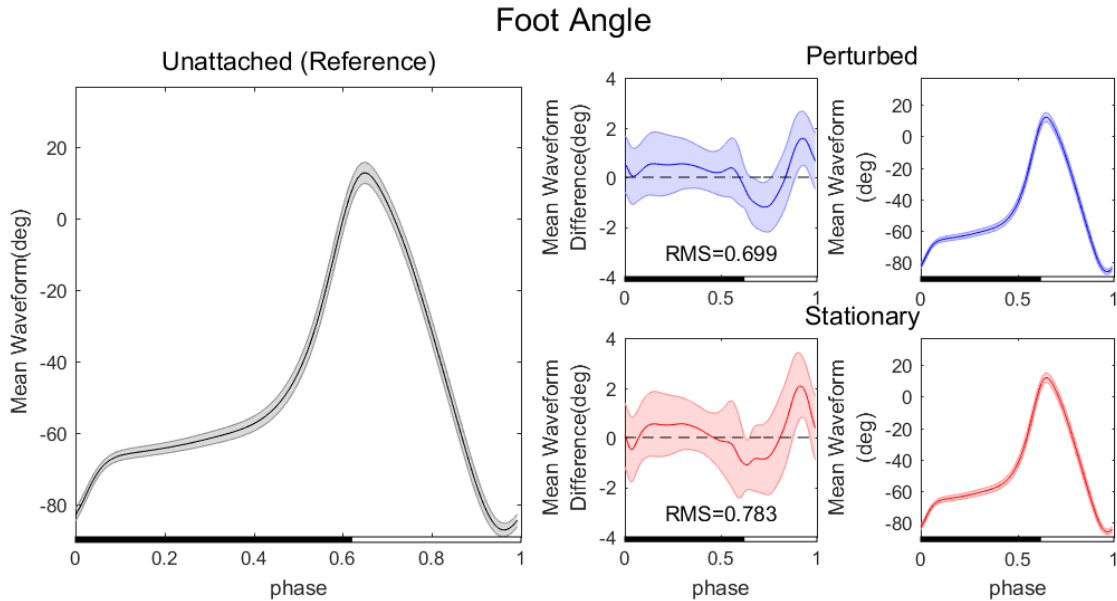 Foot Angle
Unattached (Reference)
Mean Waveform(deg)
20
0
-20
-40
-60
-80
0
0.2
0.4
0.6
0.8
1
phase
Perturbed
Mean Waveform
Difference(deg)
4
2
0
-2
-4
RMS=0.699
0
0.5
1
Mean Waveform
(deg)
20
0
-20
-40
-60
-80
0
0.5
1
Stationary
Mean Waveform
Difference(deg)
4
2
0
-2
-4
RMS=0.783
0
0.5
1
phase
Mean Waveform
(deg)
20
0
-20
-40
-60
-80
0
0.5
1
phase